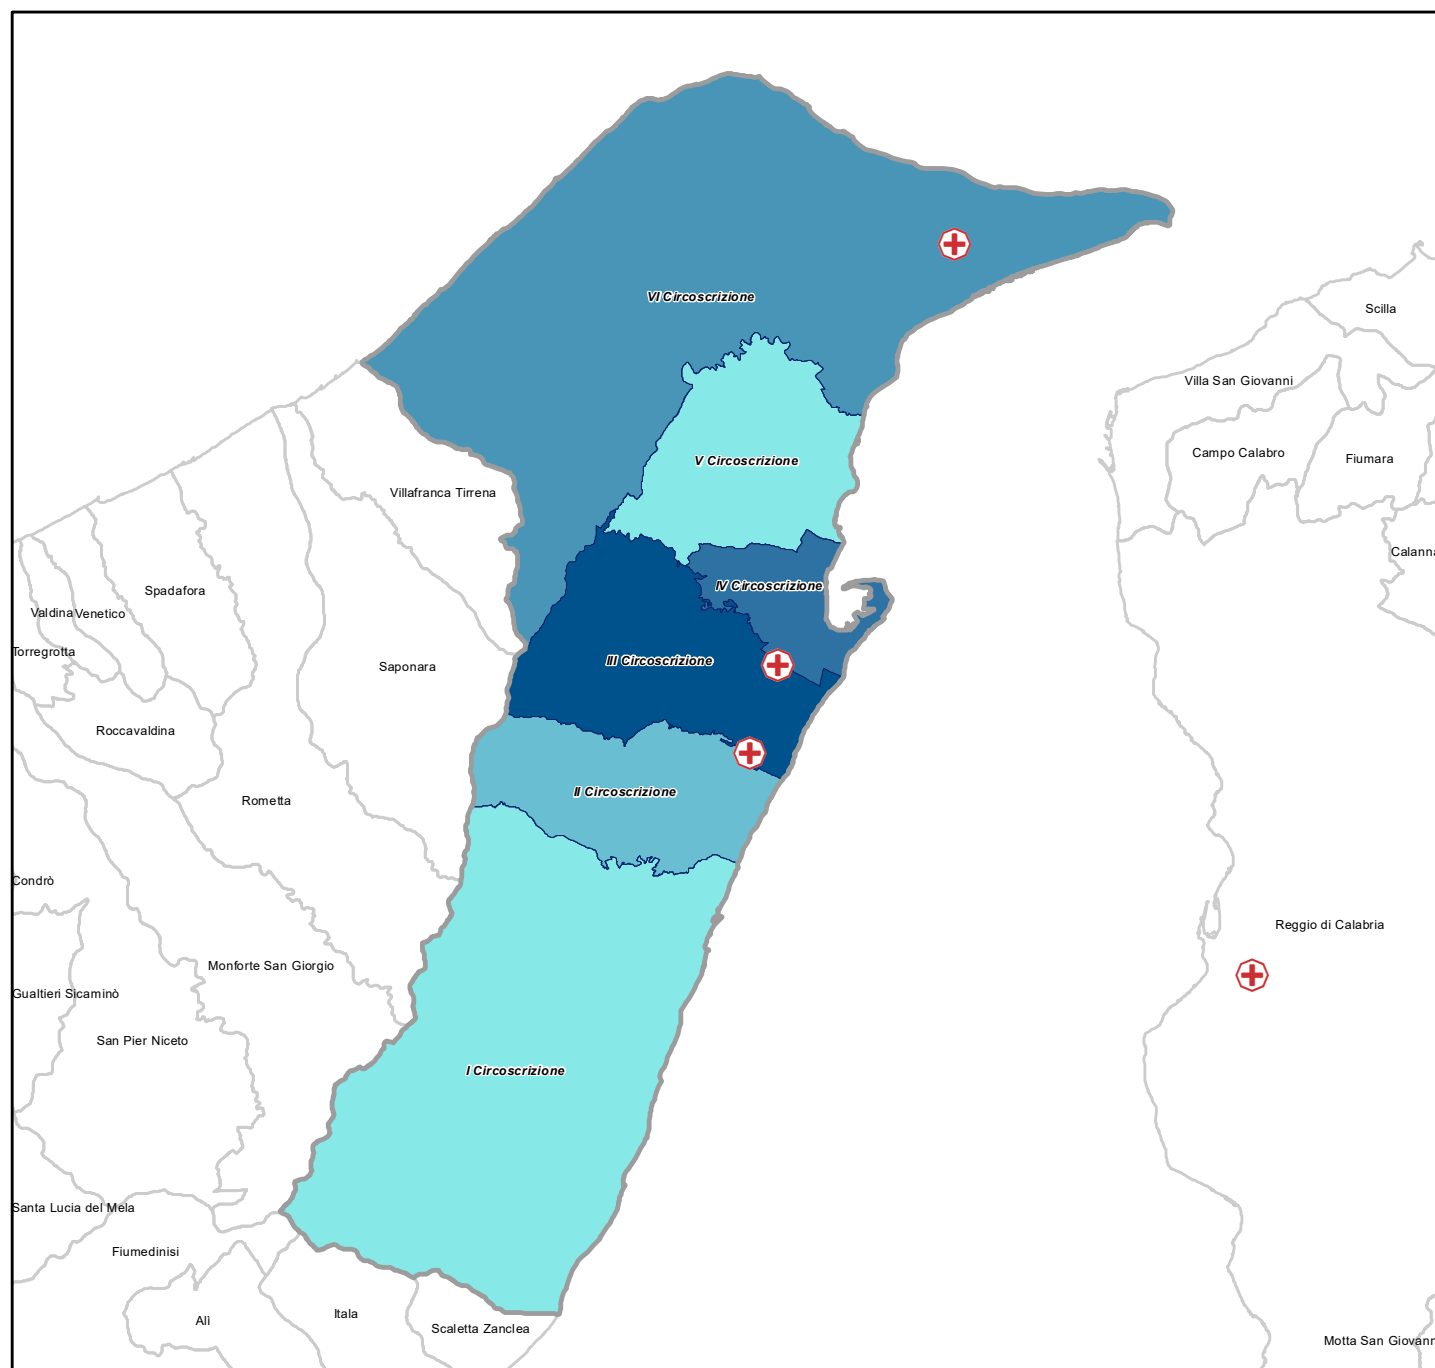 VI Circoscrizione
Scilla
Villa San Giovanni
V Circoscrizione
Campo Calabro
Fiumara
Villafranca Tirrena
Calanna
IV Circoscrizione
Spadafora
Valdina
Venetico
Torregrotta
III Circoscrizione
Saponara
Roccavaldina
II Circoscrizione
Rometta
Condrò
Reggio di Calabria
Monforte San Giorgio
Gualtieri Sicaminò
San Pier Niceto
I Circoscrizione
Santa Lucia del Mela
Fiumedinisi
Itala
Alì
Scaletta Zanclea
Motta San Giovann